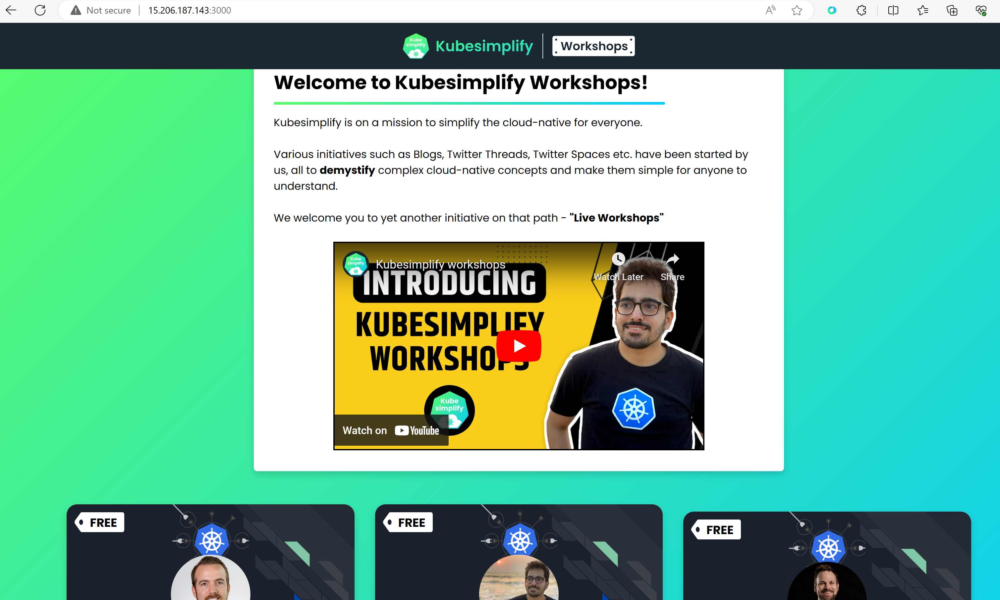 Not secure
15.206.187.143:3000
Kube
simplify
Kubesimplify
Workshops
Welcome to Kubesimplify Workshops!
Kubesimplify is on a mission to simplify the cloud-native for everyone.
Various initiatives such as Blogs, Twitter Threads, Twitter Spaces etc. have been started by
us, all to demystify complex cloud-native concepts and make them simple for anyone to
understand.
We welcome you to yet another initiative on that path - "Live Workshops"
Kube
simplify
Kubesimplify workshops
Watch Later
Share
INTRODUCING
KUBESIMPLIFY
WORKSHOPS
Kube
simplify
Watch on YouTube
FREE
FREE
FREE